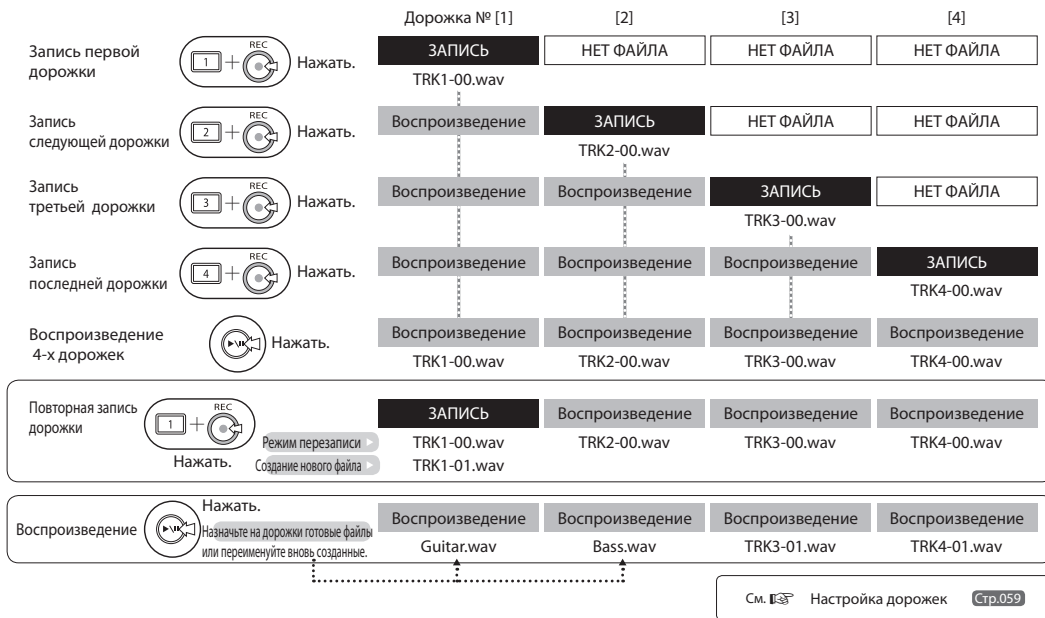 Дорожка № [1] [2] [3] [4]
Запись первой
дорожки
1 + REC Нажать.
ЗАПИСЬ НЕТ ФАЙЛА НЕТ ФАЙЛА НЕТ ФАЙЛА
TRK1-00.wav
Запись
следующей дорожки
2 + REC Нажать.
Воспроизведение ЗАПИСЬ НЕТ ФАЙЛА НЕТ ФАЙЛА
TRK2-00.wav
Запись
третьей дорожки
3 + REC Нажать.
Воспроизведение Воспроизведение ЗАПИСЬ НЕТ ФАЙЛА
TRK3-00.wav
Запись
последней дорожки
4 + REC Нажать.
Воспроизведение Воспроизведение Воспроизведение ЗАПИСЬ
TRK4-00.wav
Воспроизведение
4-х дорожек
Нажать.
Воспроизведение Воспроизведение Воспроизведение Воспроизведение
TRK1-00.wav TRK2-00.wav TRK3-00.wav TRK4-00.wav
Повторная запись
дорожки
1 + REC
Нажать.
ЗАПИСЬ Воспроизведение Воспроизведение Воспроизведение
Режим перезаписи TRK1-00.wav TRK2-00.wav TRK3-00.wav TRK4-00.wav
Создание нового файла TRK1-01.wav
Воспроизведение
Нажать.
Назначьте на дорожки готовые файлы
или переименуйте вновь созданные.
Воспроизведение Воспроизведение Воспроизведение Воспроизведение
Guitar.wav Bass.wav TRK3-01.wav TRK4-01.wav
См. Настройка дорожек Стр.059